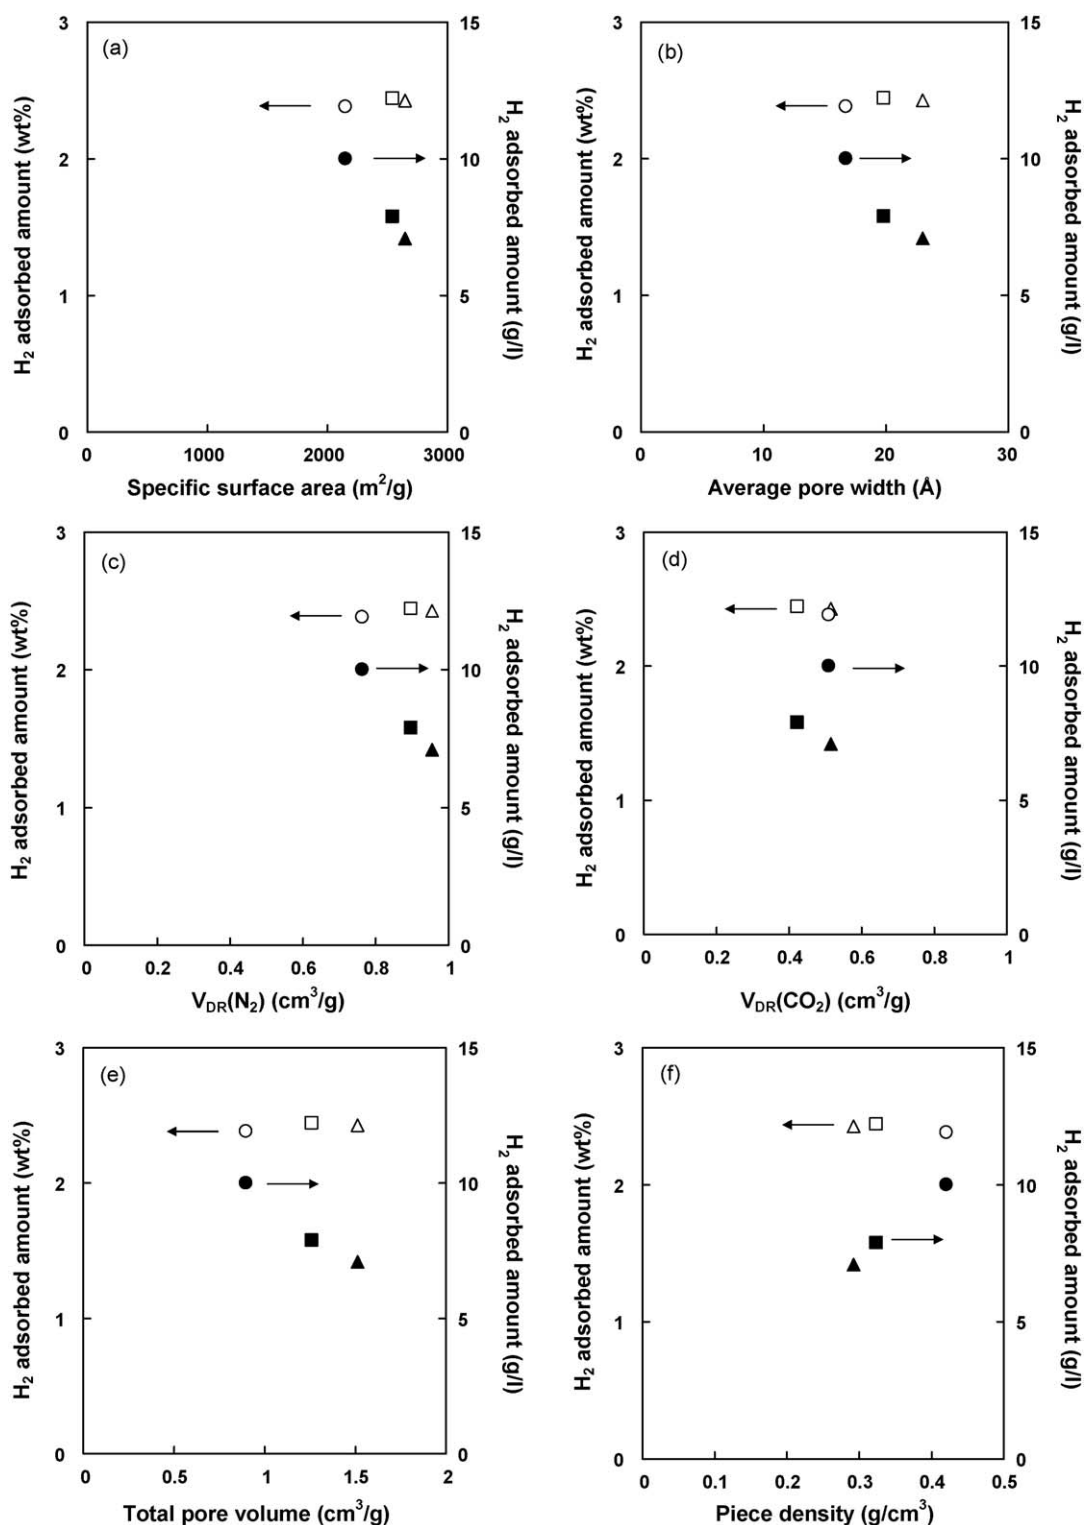 (a)
3
2
1
0
H2 adsorbed amount (wt%)
15
10
5
0
H2 adsorbed amount (g/l)
0 1000 2000 3000
Specific surface area (m²/g)
(b)
3
2
1
0
H2 adsorbed amount (wt%)
15
10
5
0
H2 adsorbed amount (g/l)
0 10 20 30
Average pore width (Å)
(c)
3
2
1
0
H2 adsorbed amount (wt%)
15
10
5
0
H2 adsorbed amount (g/l)
0 0.2 0.4 0.6 0.8 1
VDR(N2) (cm³/g)
(d)
3
2
1
0
H2 adsorbed amount (wt%)
15
10
5
0
H2 adsorbed amount (g/l)
0 0.2 0.4 0.6 0.8 1
VDR(CO2) (cm³/g)
(e)
3
2
1
0
H2 adsorbed amount (wt%)
15
10
5
0
H2 adsorbed amount (g/l)
0 0.5 1 1.5 2
Total pore volume (cm³/g)
(f)
3
2
1
0
H2 adsorbed amount (wt%)
15
10
5
0
H2 adsorbed amount (g/l)
0 0.1 0.2 0.3 0.4 0.5
Piece density (g/cm³)